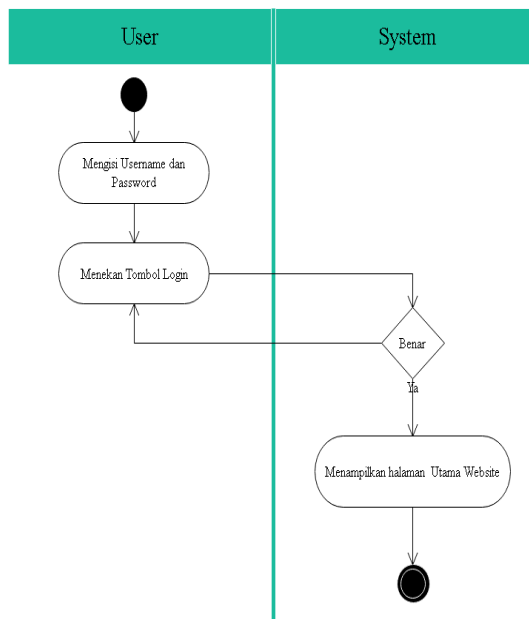 User
System
Mengisi Username dan
Password
Menekan Tombol Login
Benar
Ya
Menampilkan halaman Utama Website